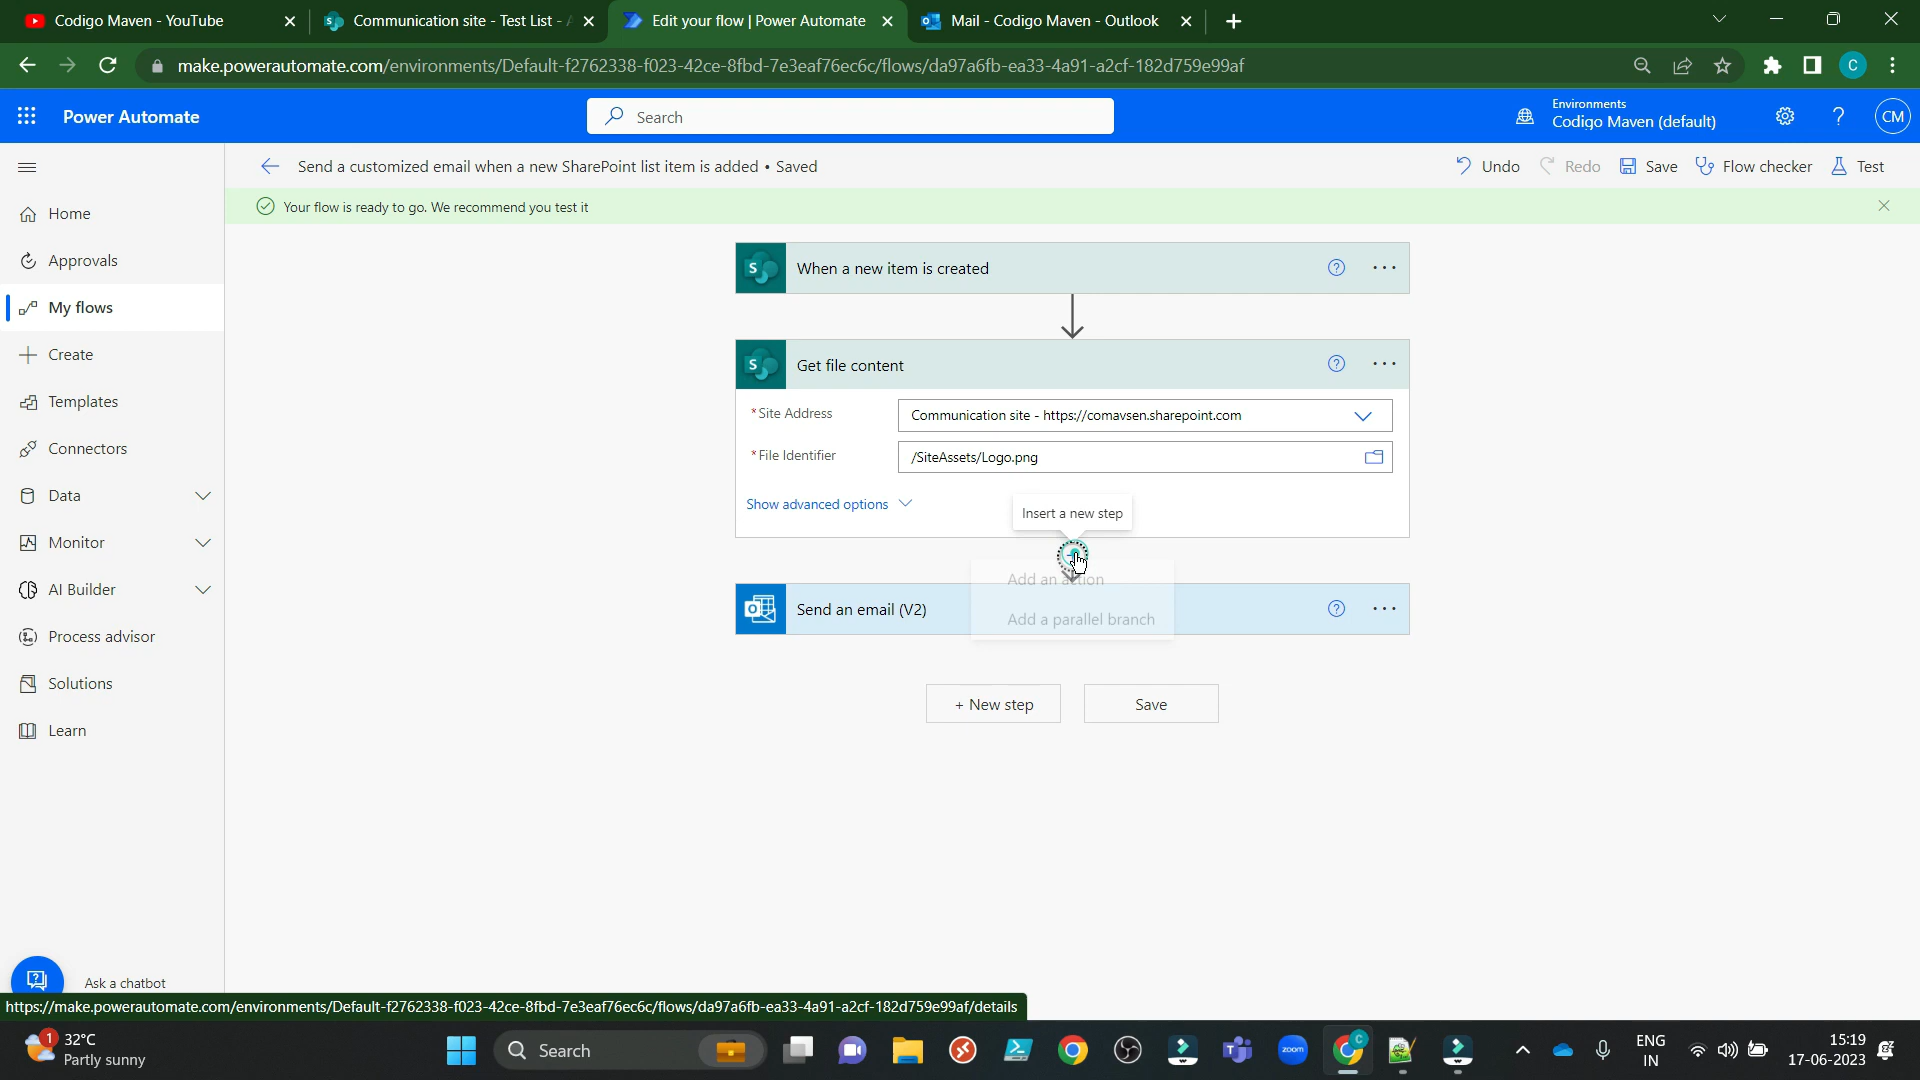 Codigo Maven - YouTube
Communication site - Test List -
Edit your flow | Power Automate
Mail - Codigo Maven - Outlook
make.powerautomate.com/environments/Default-f2762338-f023-42ce-8fbd-7e3eaf76ec6c/flows/da97a6fb-ea33-4a91-a2cf-182d759e99af
C
Power Automate
Search
Environments
Codigo Maven (default)
CM
Send a customized email when a new SharePoint list item is added • Saved
Undo
Redo
Save
Flow checker
Test
Your flow is ready to go. We recommend you test it
Home
Approvals
My flows
Create
Templates
Connectors
Data
Monitor
AI Builder
Process advisor
Solutions
Learn
Ask a chatbot
When a new item is created
Get file content
* Site Address
Communication site - https://comavsen.sharepoint.com
* File Identifier
/SiteAssets/Logo.png
Show advanced options
Insert a new step
Add an action
Add a parallel branch
Send an email (V2)
+ New step
Save
https://make.powerautomate.com/environments/Default-f2762338-f023-42ce-8fbd-7e3eaf76ec6c/flows/da97a6fb-ea33-4a91-a2cf-182d759e99af/details
1
32°C
Partly sunny
Search
zoom
C
ENG
IN
15:19
17-06-2023